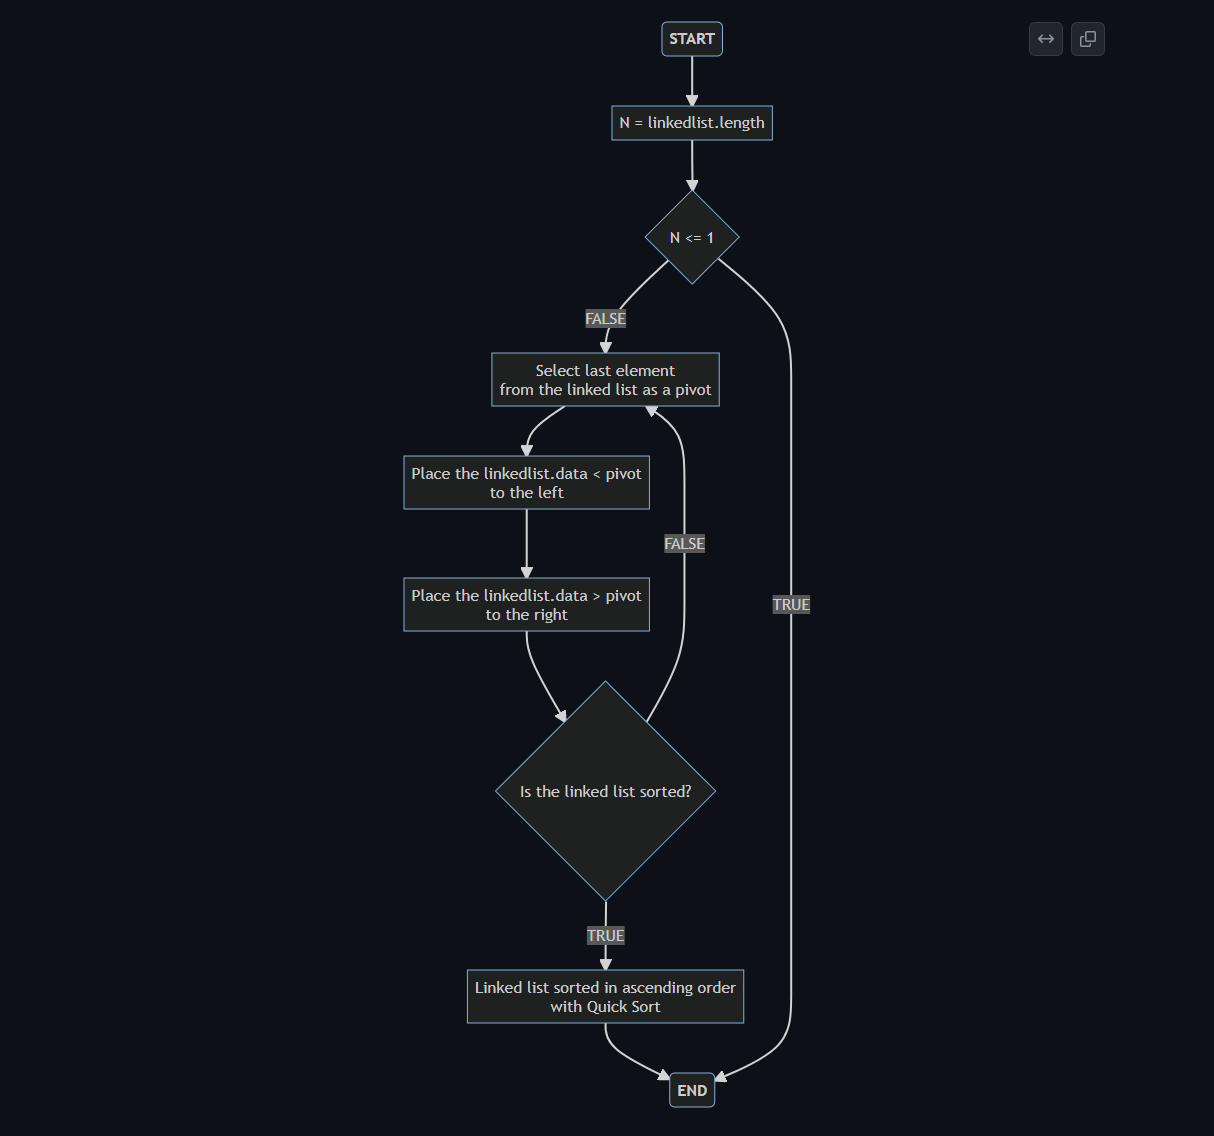 START
N = linkedlist.length
N <= 1
FALSE
Select last element
from the linked list as a pivot
Place the linkedlist.data < pivot
to the left
FALSE
Place the linkedlist.data > pivot
to the right
TRUE
Is the linked list sorted?
TRUE
Linked list sorted in ascending order
with Quick Sort
END